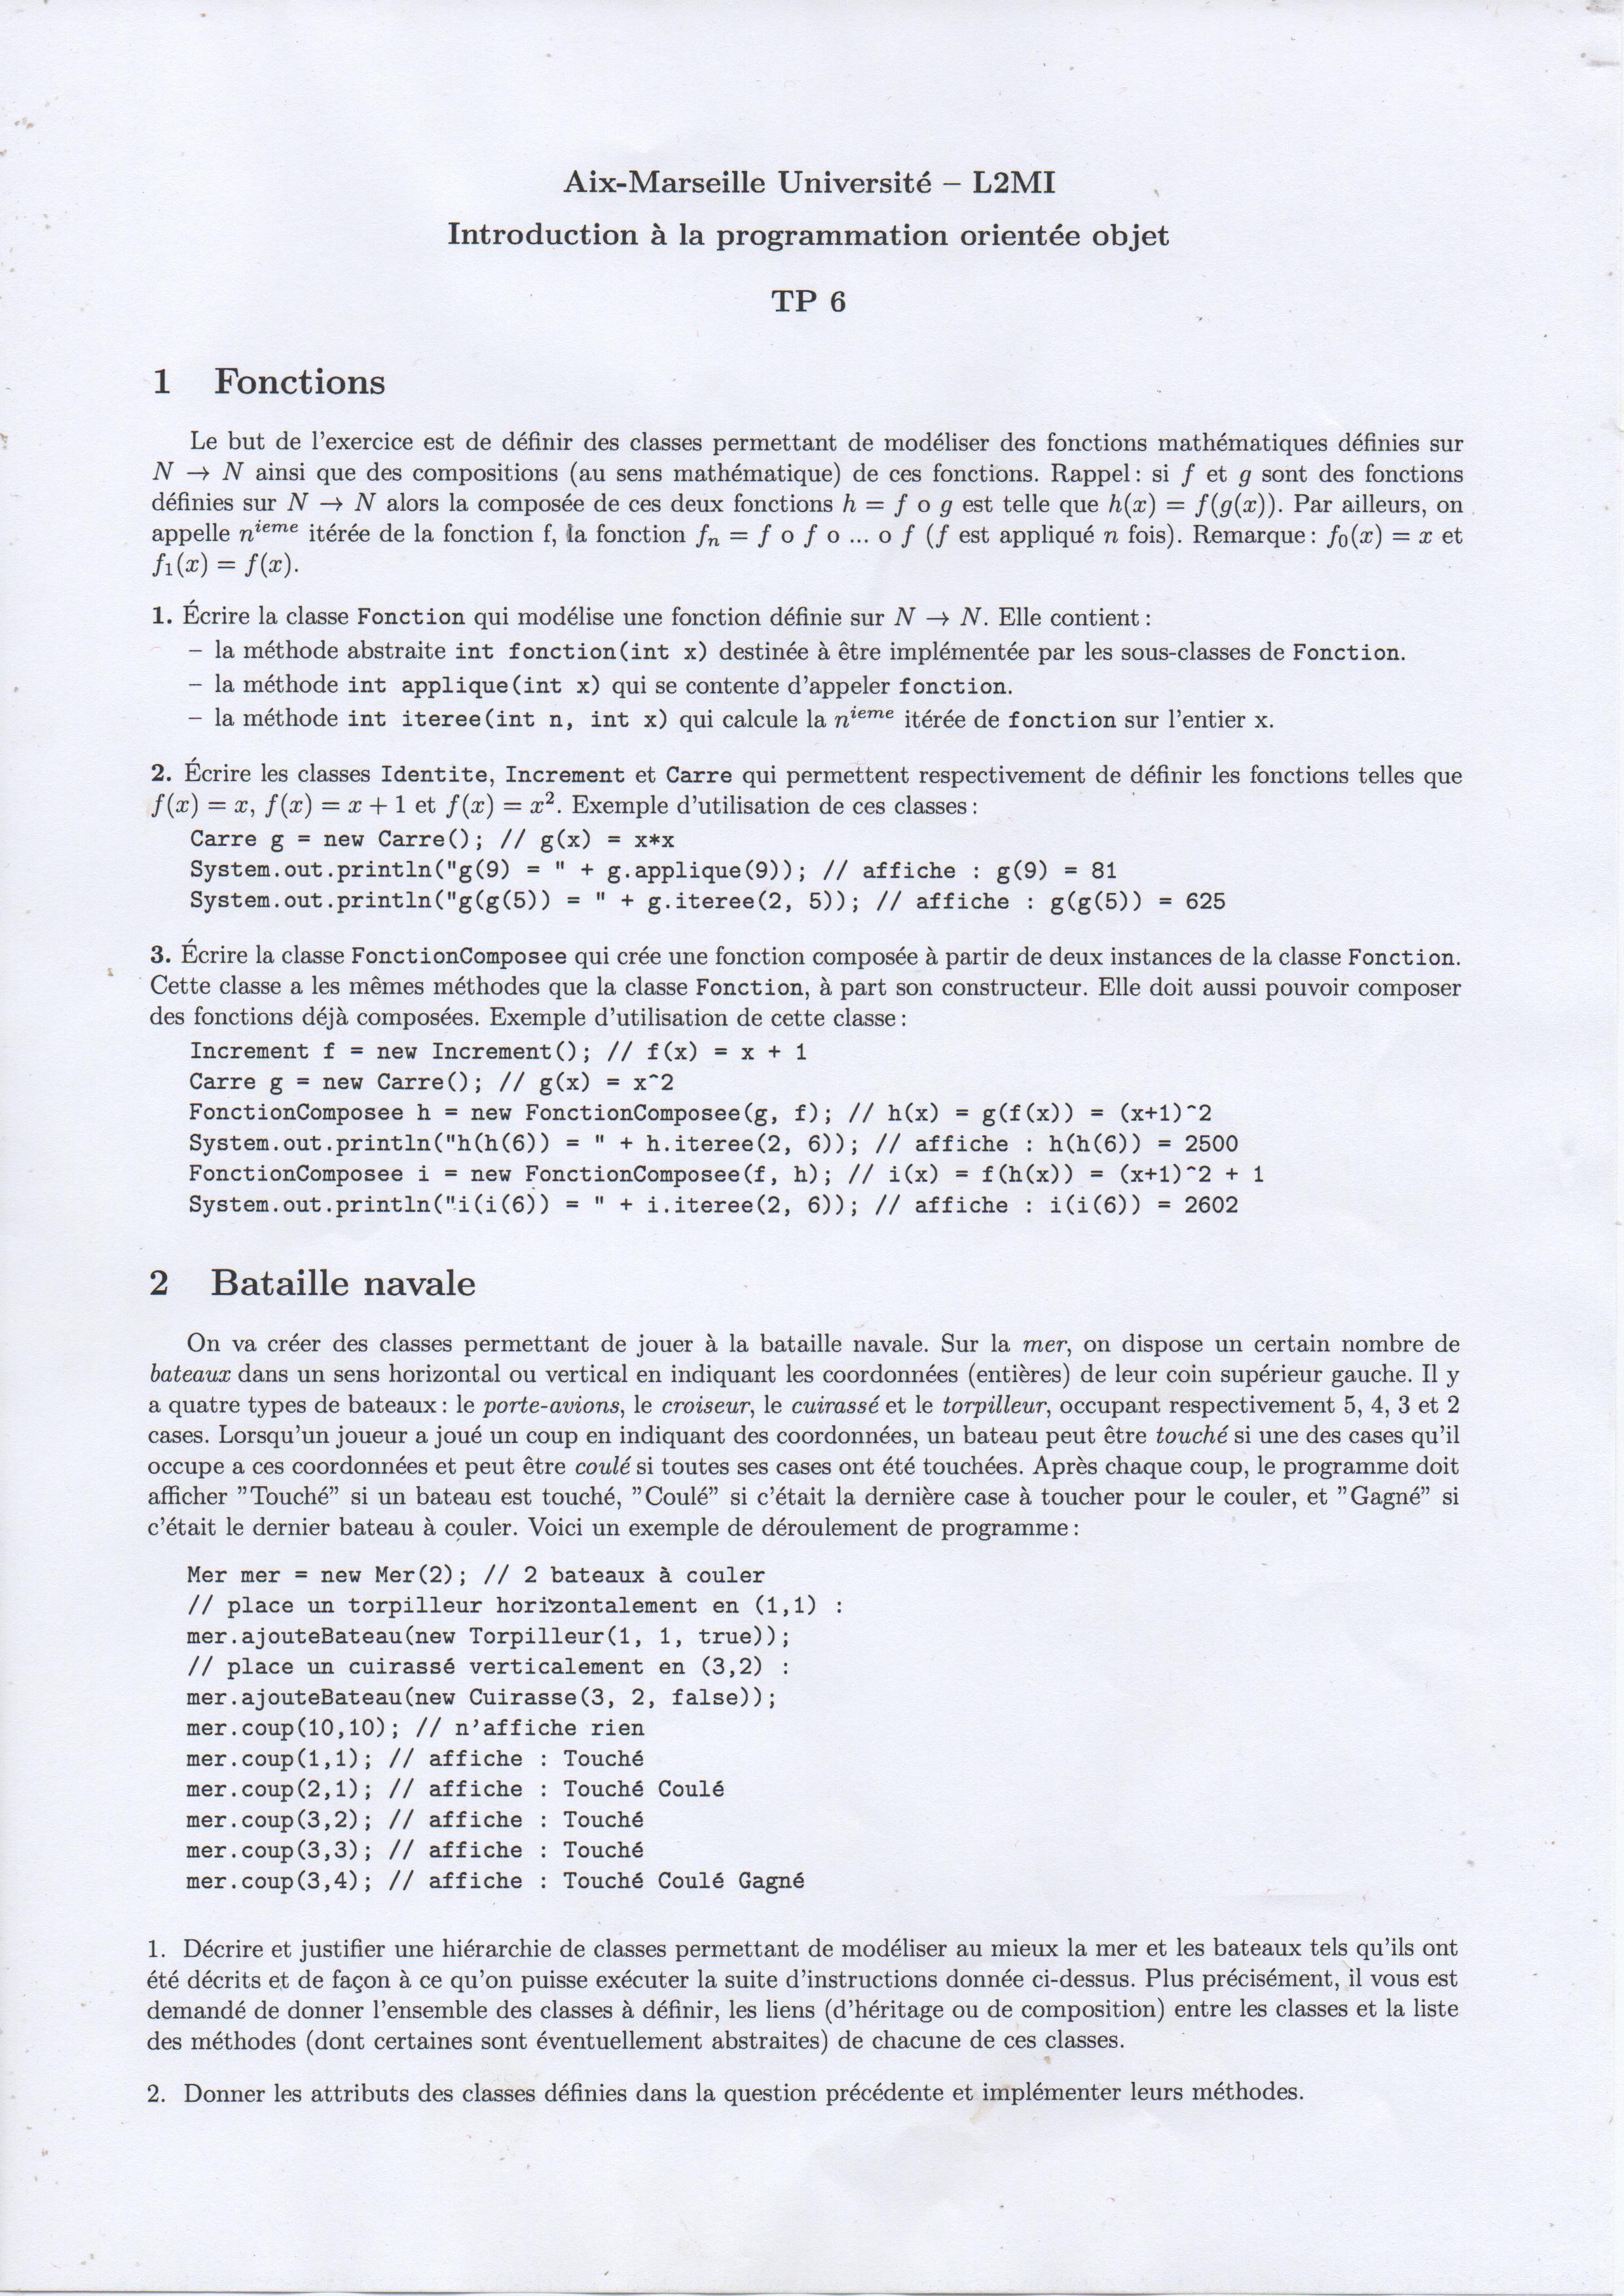 Aix-Marseille Université – L2MI
Introduction à la programmation orientée objet
TP 6
1 Fonctions
Le but de l'exercice est de définir des classes permettant de modéliser des fonctions mathématiques définies sur
N → N ainsi que des compositions (au sens mathématique) de ces fonctions. Rappel : si f et g sont des fonctions
définies sur N → N alors la composée de ces deux fonctions h = f o g est telle que h(x) = f(g(x)). Par ailleurs, on
appelle n^ieme itérée de la fonction f, la fonction f_n = f o f o ... o f (f est appliqué n fois). Remarque : f_0(x) = x et
f_1(x) = f(x).
1. Écrire la classe Fonction qui modélise une fonction définie sur N → N. Elle contient :
– la méthode abstraite int fonction(int x) destinée à être implémentée par les sous-classes de Fonction.
– la méthode int applique(int x) qui se contente d'appeler fonction.
– la méthode int iteree(int n, int x) qui calcule la n^ieme itérée de fonction sur l'entier x.
2. Écrire les classes Identite, Increment et Carre qui permettent respectivement de définir les fonctions telles que
f(x) = x, f(x) = x + 1 et f(x) = x². Exemple d'utilisation de ces classes :
Carre g = new Carre(); // g(x) = x*x
System.out.println("g(9) = " + g.applique(9)); // affiche : g(9) = 81
System.out.println("g(g(5)) = " + g.iteree(2, 5)); // affiche : g(g(5)) = 625
3. Écrire la classe FonctionComposee qui crée une fonction composée à partir de deux instances de la classe Fonction.
Cette classe a les mêmes méthodes que la classe Fonction, à part son constructeur. Elle doit aussi pouvoir composer
des fonctions déjà composées. Exemple d'utilisation de cette classe :
Increment f = new Increment(); // f(x) = x + 1
Carre g = new Carre(); // g(x) = x^2
FonctionComposee h = new FonctionComposee(g, f); // h(x) = g(f(x)) = (x+1)^2
System.out.println("h(h(6)) = " + h.iteree(2, 6)); // affiche : h(h(6)) = 2500
FonctionComposee i = new FonctionComposee(f, h); // i(x) = f(h(x)) = (x+1)^2 + 1
System.out.println("i(i(6)) = " + i.iteree(2, 6)); // affiche : i(i(6)) = 2602
2 Bataille navale
On va créer des classes permettant de jouer à la bataille navale. Sur la mer, on dispose un certain nombre de
bateaux dans un sens horizontal ou vertical en indiquant les coordonnées (entières) de leur coin supérieur gauche. Il y
a quatre types de bateaux : le porte-avions, le croiseur, le cuirassé et le torpilleur, occupant respectivement 5, 4, 3 et 2
cases. Lorsqu'un joueur a joué un coup en indiquant des coordonnées, un bateau peut être touché si une des cases qu'il
occupe a ces coordonnées et peut être coulé si toutes ses cases ont été touchées. Après chaque coup, le programme doit
afficher "Touché" si un bateau est touché, "Coulé" si c'était la dernière case à toucher pour le couler, et "Gagné" si
c'était le dernier bateau à couler. Voici un exemple de déroulement de programme :
Mer mer = new Mer(2); // 2 bateaux à couler
// place un torpilleur horizontalement en (1,1) :
mer.ajouteBateau(new Torpilleur(1, 1, true));
// place un cuirassé verticalement en (3,2) :
mer.ajouteBateau(new Cuirasse(3, 2, false));
mer.coup(10,10); // n'affiche rien
mer.coup(1,1); // affiche : Touché
mer.coup(2,1); // affiche : Touché Coulé
mer.coup(3,2); // affiche : Touché
mer.coup(3,3); // affiche : Touché
mer.coup(3,4); // affiche : Touché Coulé Gagné
1. Décrire et justifier une hiérarchie de classes permettant de modéliser au mieux la mer et les bateaux tels qu'ils ont
été décrits et de façon à ce qu'on puisse exécuter la suite d'instructions donnée ci-dessus. Plus précisément, il vous est
demandé de donner l'ensemble des classes à définir, les liens (d'héritage ou de composition) entre les classes et la liste
des méthodes (dont certaines sont éventuellement abstraites) de chacune de ces classes.
2. Donner les attributs des classes définies dans la question précédente et implémenter leurs méthodes.